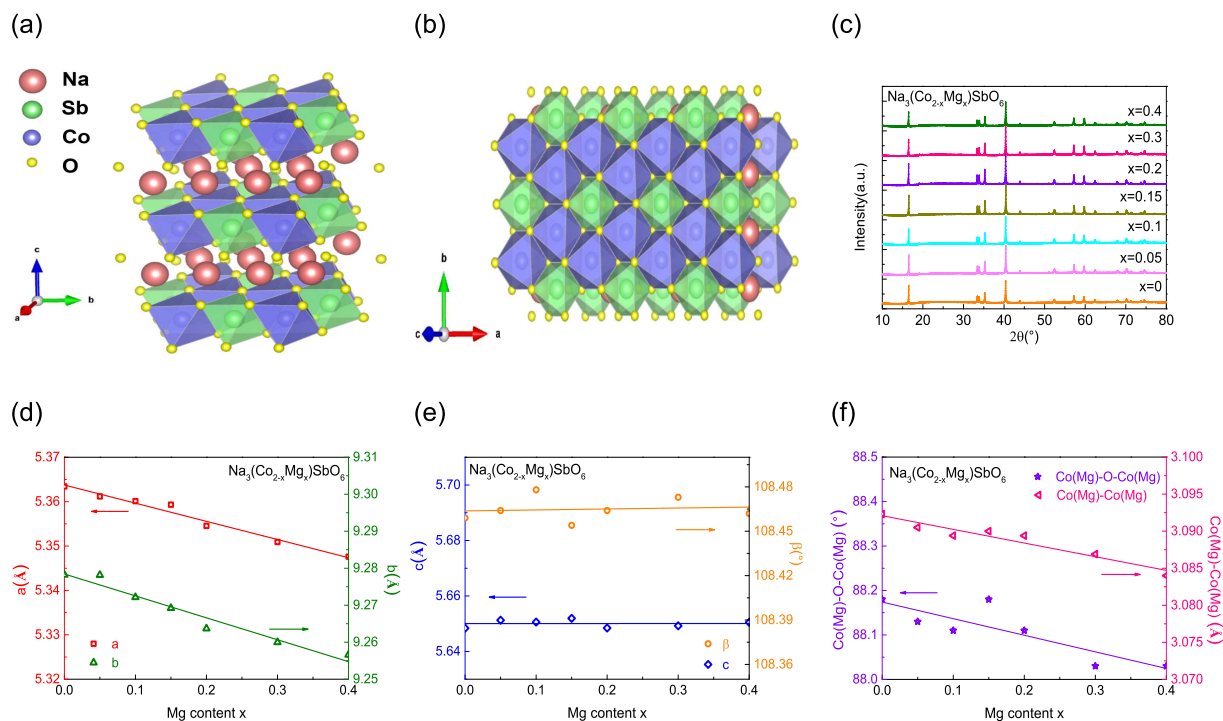 (a)
Na
Sb
Co
O
c
b
a
(b)
b
c
a
(c)
Na3(Co2-xMgx)SbO6
x=0.4
x=0.3
x=0.2
x=0.15
x=0.1
x=0.05
x=0
Intensity(a.u.)
10 20 30 40 50 60 70 80
2θ(°)
(d)
Na3(Co2-xMgx)SbO6
5.37
5.36
5.35
5.34
5.33
5.32
a(Å)
9.31
9.30
9.28
9.27
9.26
9.25
b(Å)
a
b
0.0 0.1 0.2 0.3 0.4
Mg content x
(e)
Na3(Co2-xMgx)SbO6
5.70
5.69
5.67
5.66
5.64
c(Å)
108.48
108.45
108.42
108.39
108.36
β(°)
β
c
0.0 0.1 0.2 0.3 0.4
Mg content x
(f)
Na3(Co2-xMgx)SbO6
Co(Mg)-O-Co(Mg)
Co(Mg)-Co(Mg)
88.5
88.4
88.3
88.2
88.1
88.0
Co(Mg)-O-Co(Mg) (°)
3.100
3.095
3.090
3.085
3.080
3.075
3.070
Co(Mg)-Co(Mg) (Å)
0.0 0.1 0.2 0.3 0.4
Mg content x